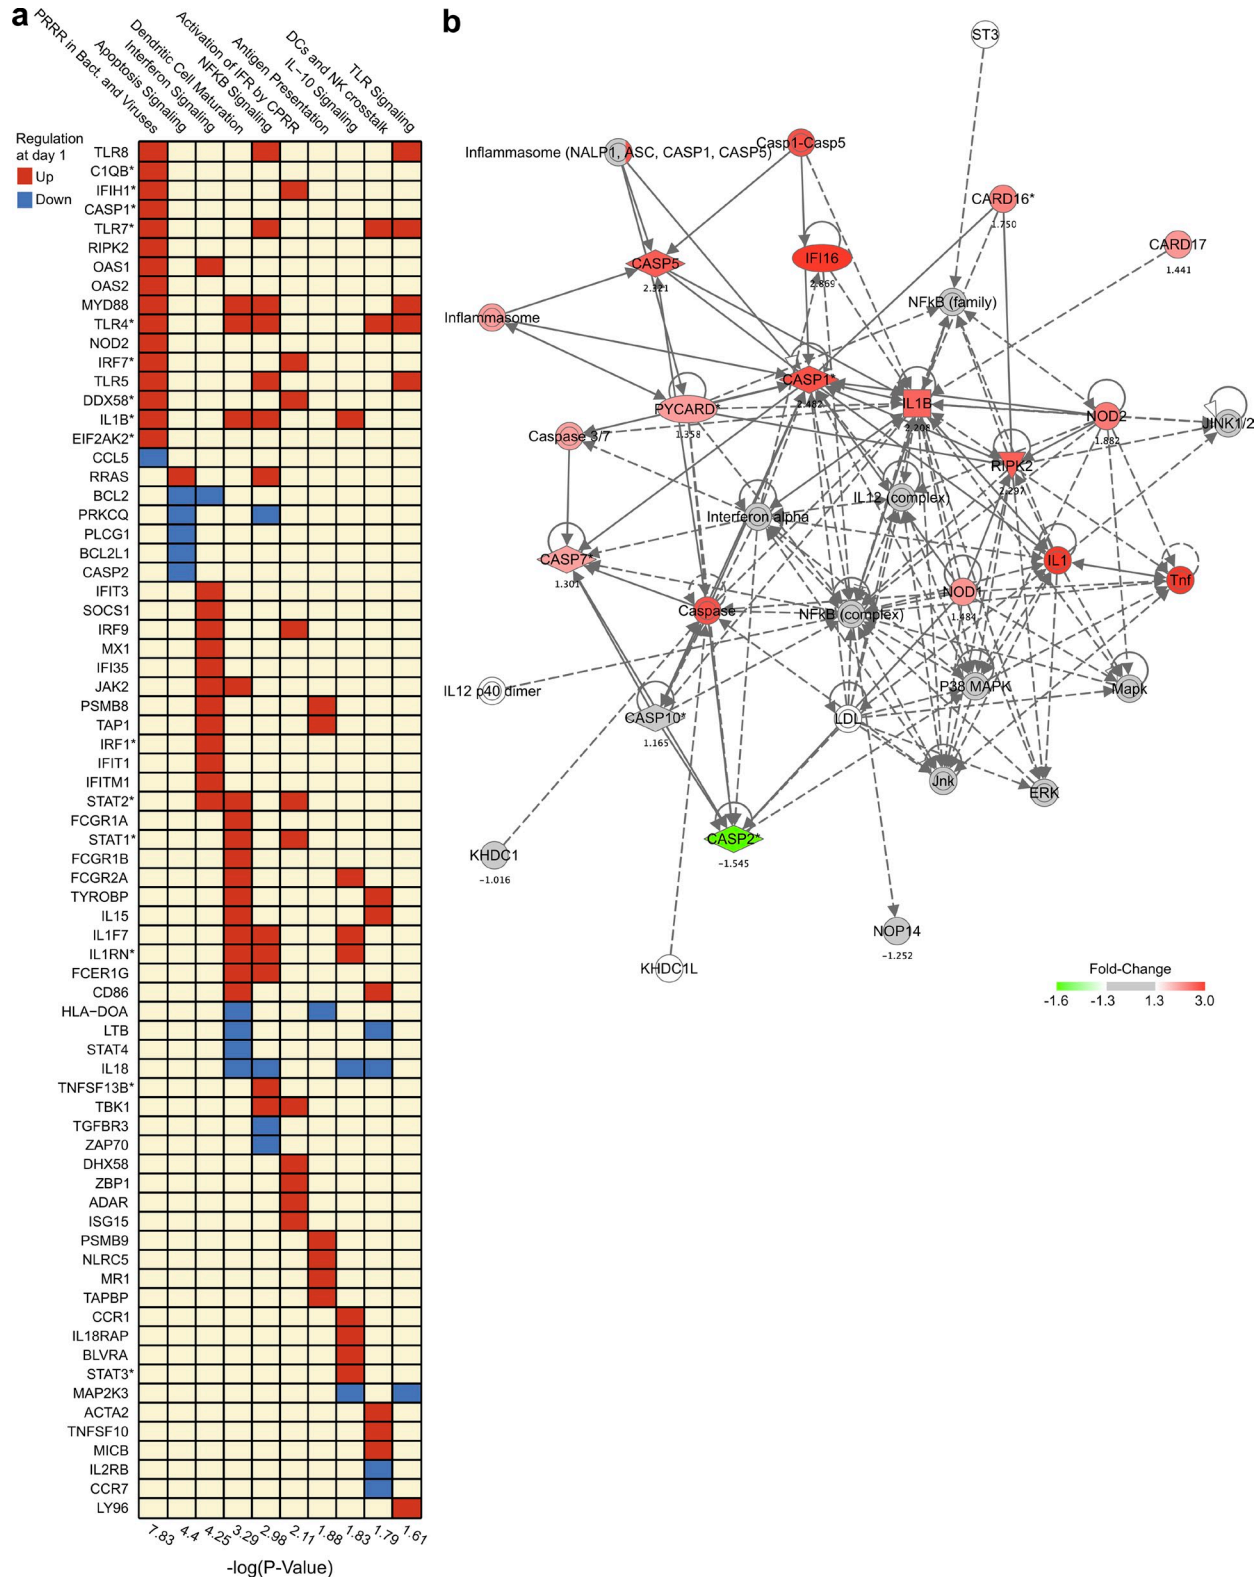 a
PRRR in Bact. and Viruses
Apoptosis Signaling
Interferon Signaling
Dendritic Cell Maturation
NFKB Signaling
Activation of IFR by CPRR
Antigen Presentation
IL-10 Signaling
DCs and NK crosstalk
TLR Signaling
Regulation
at day 1
Up
Down
TLR8
C1QB*
IFIH1*
CASP1*
TLR7*
RIPK2
OAS1
OAS2
MYD88
TLR4*
NOD2
IRF7*
TLR5
DDX58*
IL1B*
EIF2AK2*
CCL5
RRAS
BCL2
PRKCQ
PLCG1
BCL2L1
CASP2
IFIT3
SOCS1
IRF9
MX1
IFI35
JAK2
PSMB8
TAP1
IRF1*
IFIT1
IFITM1
STAT2*
FCGR1A
STAT1*
FCGR1B
FCGR2A
TYROBP
IL15
IL1F7
IL1RN*
FCER1G
CD86
HLA-DOA
LTB
STAT4
IL18
TNFSF13B*
TBK1
TGFBR3
ZAP70
DHX58
ZBP1
ADAR
ISG15
PSMB9
NLRC5
MR1
TAPBP
CCR1
IL18RAP
BLVRA
STAT3*
MAP2K3
ACTA2
TNFSF10
MICB
IL2RB
CCR7
LY96
7.83 4.4 4.25 3.29 2.98 2.11 1.88 1.83 1.79 1.61
-log(P-Value)
b
ST3
Casp1-Casp5
Inflammasome (NALP1, ASC, CASP1, CASP5)
CARD16*
1.750
CARD17
1.441
CASP5
2.321
IFI16
2.869
NFkB (family)
Inflammasome
CASP1*
2.482
IL1B
2.298
PYCARD*
1.358
NOD2
1.882
JINK1/2
Caspase 3/7
RIPK2
2.297
IL12 (complex)
Interferon alpha
CASP7*
1.301
IL1
Tnf
NOD1
1.484
Caspase
NFkB (complex)
IL12 p40 dimer
P38 MAPK
Mapk
CASP10*
1.165
LDL
Jnk
ERK
CASP2*
-1.545
KHDC1
-1.016
NOP14
-1.252
KHDC1L
Fold-Change
-1.6 -1.3 1.3 3.0